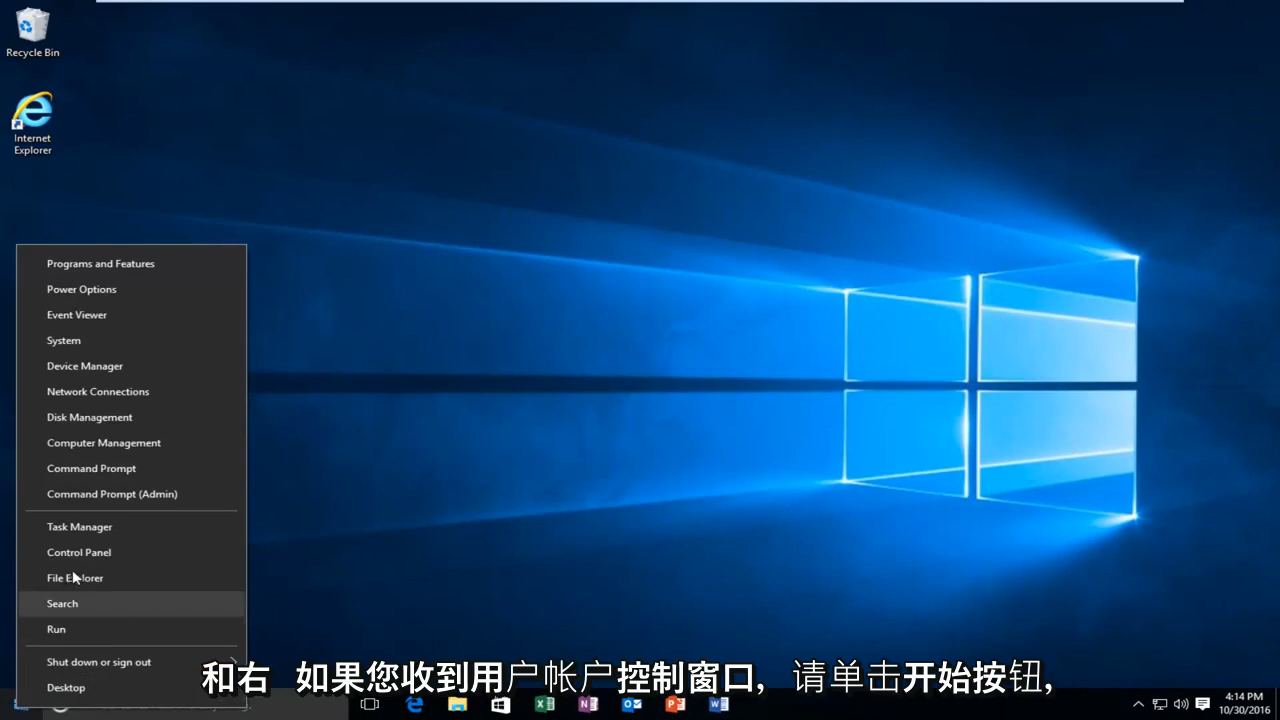 Recycle Bin
Internet
Explorer
Programs and Features
Power Options
Event Viewer
System
Device Manager
Network Connections
Disk Management
Computer Management
Command Prompt
Command Prompt (Admin)
Task Manager
Control Panel
File Explorer
Search
Run
Shut down or sign out
Desktop
和右 如果您收到用户帐户控制窗口，请单击开始按钮，
4:14 PM
10/30/2016